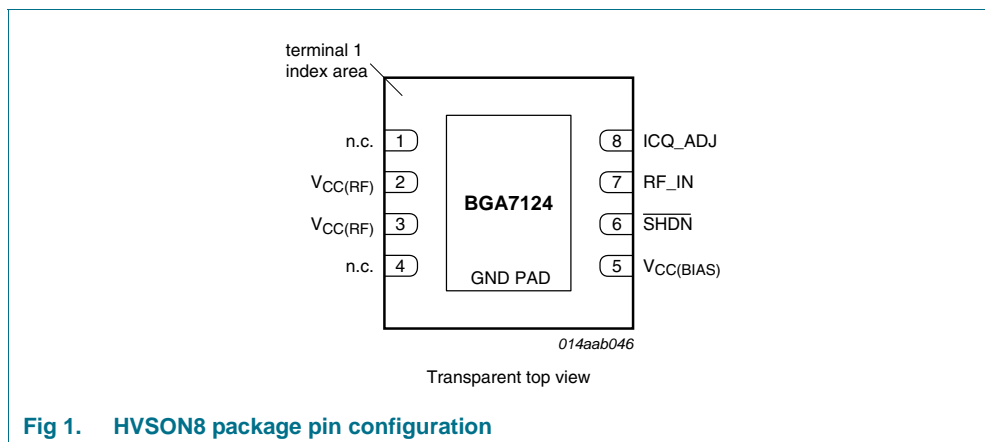 terminal 1
index area
n.c. 1
VCC(RF) 2
VCC(RF) 3
n.c. 4
BGA7124
GND PAD
8 ICQ_ADJ
7 RF_IN
6 S̅H̅D̅N̅
5 VCC(BIAS)
014aab046
Transparent top view
Fig 1. HVSON8 package pin configuration